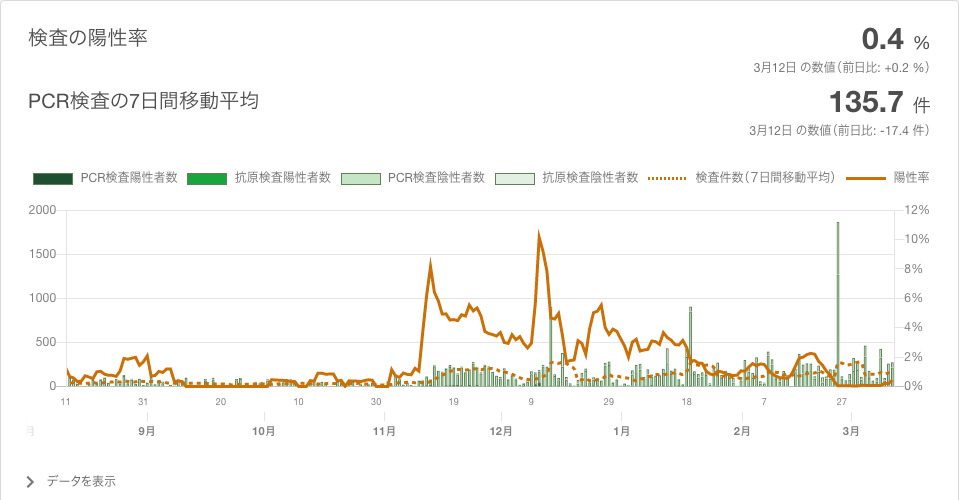 検査の陽性率
0.4 %
3月12日 の数値（前日比: +0.2 %）
PCR検査の7日間移動平均
135.7 件
3月12日 の数値（前日比: -17.4 件）
PCR検査陽性者数 抗原検査陽性者数 PCR検査陰性者数 抗原検査陰性者数 検査件数（7日間移動平均） 陽性率
2000 12%
10%
1500
8%
1000 6%
4%
500
2%
0 0%
11 31 20 10 30 19 9 29 18 7 27
月 9月 10月 11月 12月 1月 2月 3月
データを表示